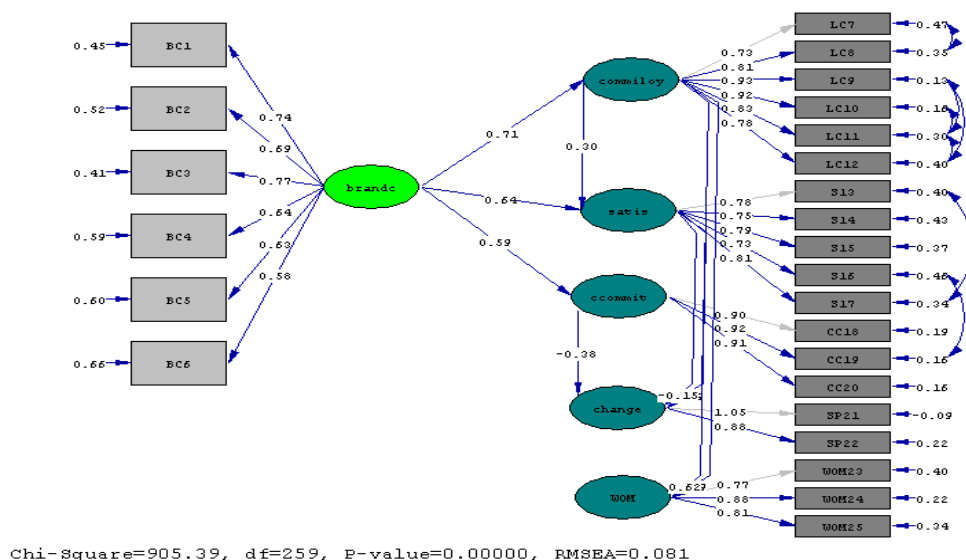 0.45 BC1
0.52 BC2
0.41 BC3
0.59 BC4
0.60 BC5
0.66 BC6
0.74
0.69
0.77
0.64
0.63
0.58
brandc
0.71
0.64
0.59
commiloy
0.30
satis
ccommit
-0.38
change
WOM
0.73
0.81
0.93
0.92
0.83
0.78
0.78
0.75
0.79
0.73
0.81
0.90
0.92
0.91
1.05
0.88
0.77
0.88
0.81
LC7 0.47
LC8 0.35
LC9 0.13
LC10
LC11 0.30
LC12 0.40
S13 0.40
S14 0.43
S15 0.37
S16 0.46
S17 0.34
CC18 0.19
CC19 0.16
CC20 0.16
SP21 -0.09
SP22 0.22
WOM23 0.40
WOM24 0.22
WOM25 0.34
Chi-Square=905.39, df=259, P-value=0.00000, RMSEA=0.081